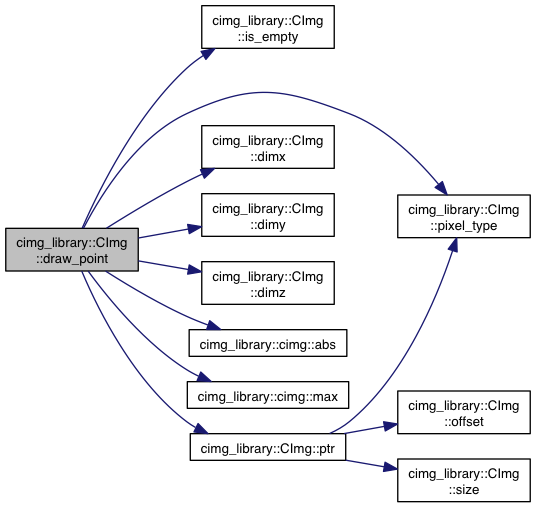 cimg_library::CImg
::is_empty
cimg_library::CImg
::dimx
cimg_library::CImg
::pixel_type
cimg_library::CImg
::dimy
cimg_library::CImg
::draw_point
cimg_library::CImg
::dimz
cimg_library::cimg::abs
cimg_library::cimg::max
cimg_library::CImg
::offset
cimg_library::CImg::ptr
cimg_library::CImg
::size